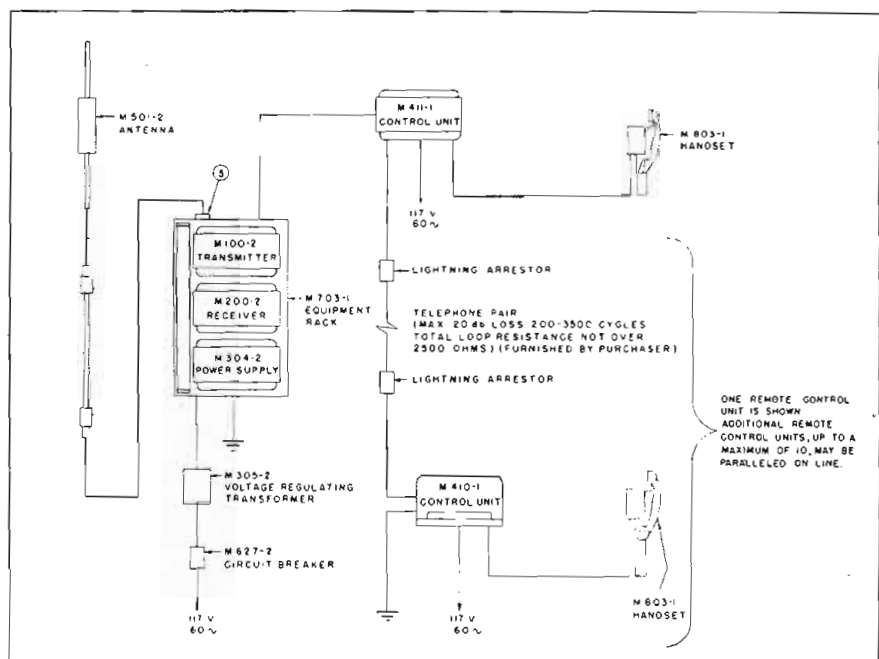 M 501-2
ANTENNA
5
M 411-1
CONTROL UNIT
M 803-1
HANDSET
117 V
60~
M 100-2
TRANSMITTER
M 200-2
RECEIVER
M 304-2
POWER SUPPLY
M 703-1
EQUIPMENT
RACK
LIGHTNING ARRESTOR
TELEPHONE PAIR
(MAX 20 db LOSS 200-3500 CYCLES
TOTAL LOOP RESISTANCE NOT OVER
2500 OHMS) (FURNISHED BY PURCHASER)
LIGHTNING ARRESTOR
ONE REMOTE CONTROL
UNIT IS SHOWN
ADDITIONAL REMOTE
CONTROL UNITS, UP TO A
MAXIMUM OF 10, MAY BE
PARALLELED ON LINE.
M 305-2
VOLTAGE REGULATING
TRANSFORMER
M 410-1
CONTROL UNIT
M 627-2
CIRCUIT BREAKER
M 803-1
HANDSET
117 V
60~
117 V
60~